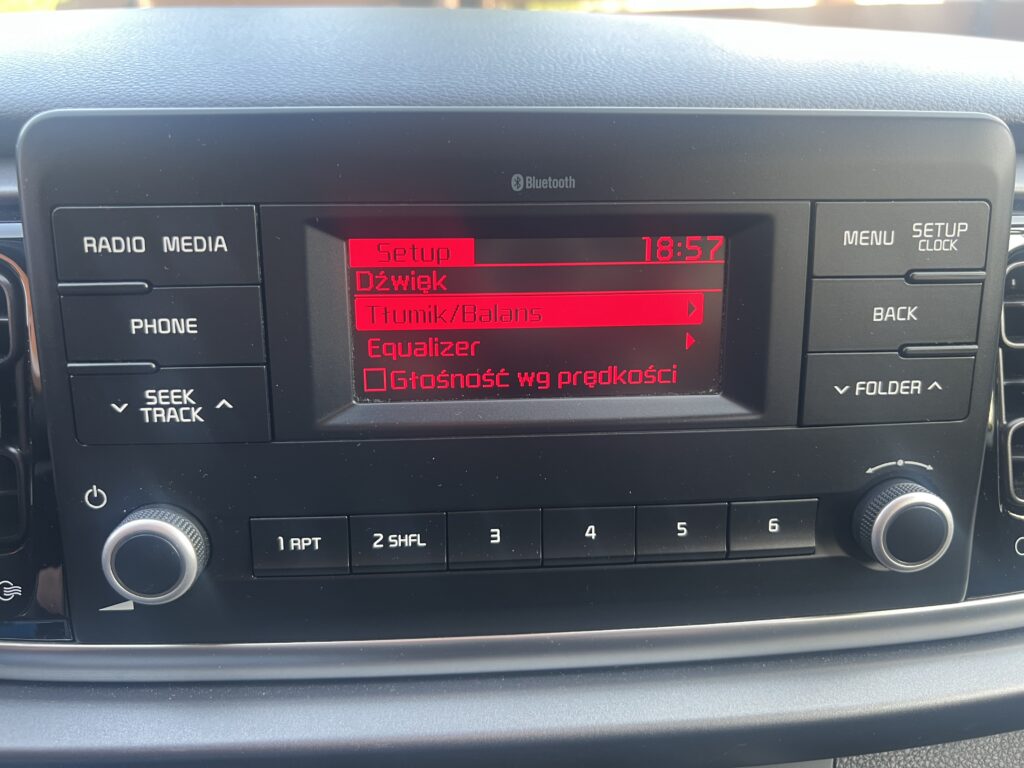 Bluetooth
RADIO MEDIA
PHONE
SEEK
TRACK
Setup 18:57
Dźwięk
Tłumik/Balans
Equalizer
Głośność wg prędkości
MENU SETUP
CLOCK
BACK
FOLDER
1 RPT 2 SHFL 3 4 5 6